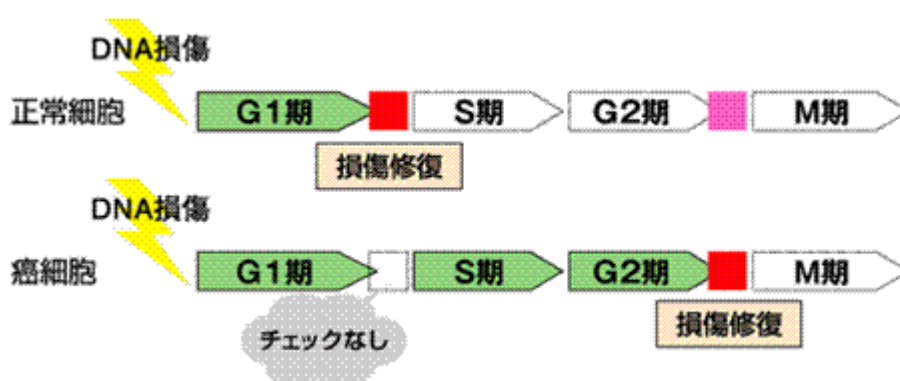 DNA損傷
正常細胞 G1期 S期 G2期 M期
損傷修復
DNA損傷
癌細胞 G1期 S期 G2期 M期
損傷修復
チェックなし